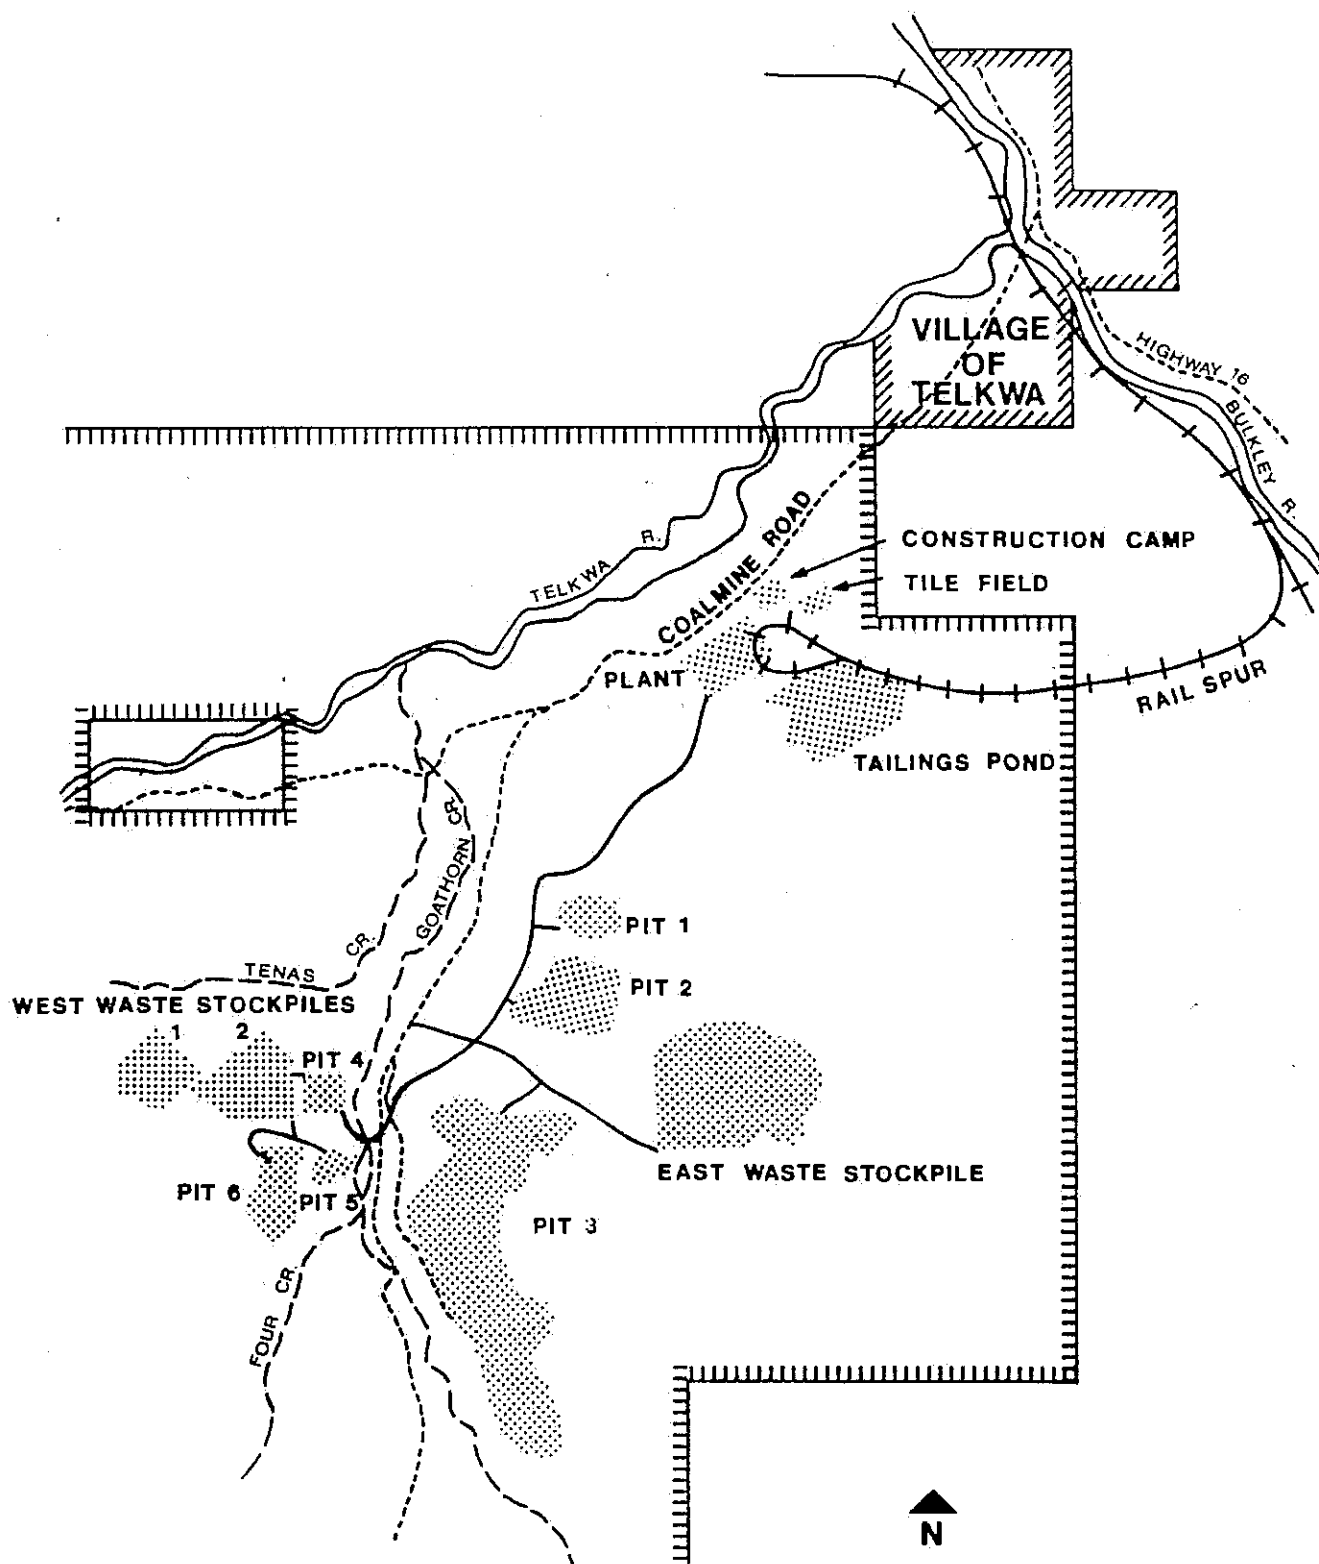 VILLAGE
OF
TELKWA
HIGHWAY 16
BULKLEY R.
TELKWA R.
COALMINE ROAD
CONSTRUCTION CAMP
TILE FIELD
PLANT
RAIL SPUR
TAILINGS POND
GOATHORN CR.
PIT 1
TENAS CR.
PIT 2
WEST WASTE STOCKPILES
1 2
PIT 4
EAST WASTE STOCKPILE
PIT 6
PIT 5
PIT 3
FOUR CR.
N